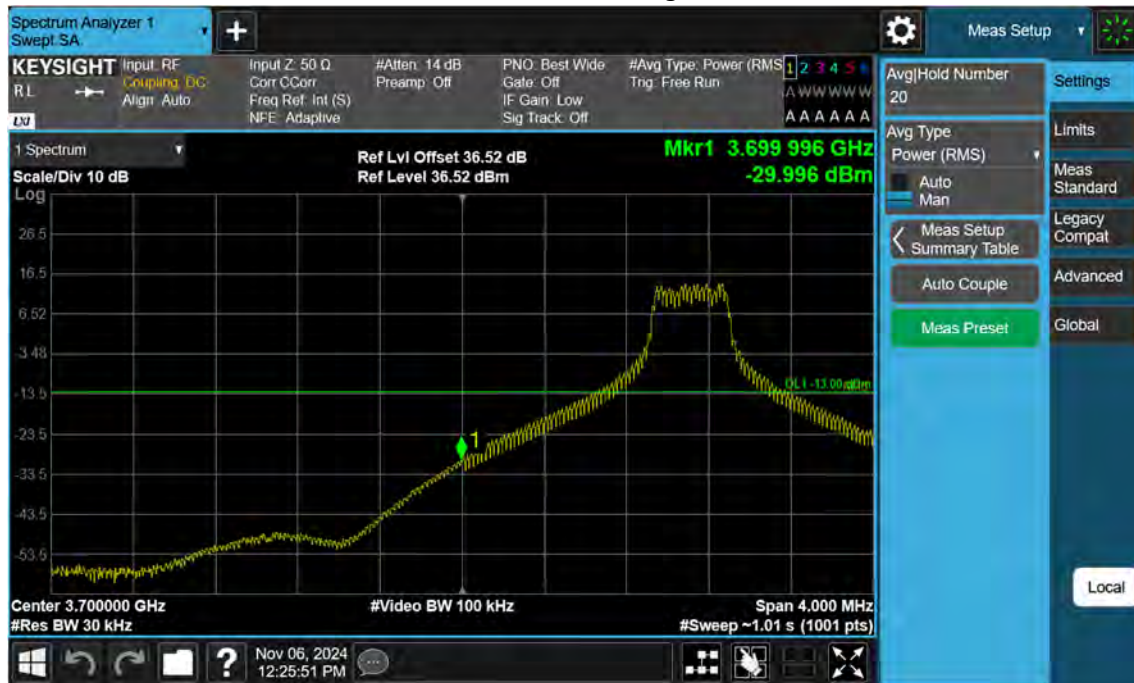 Spectrum Analyzer 1
Swept SA
+
Meas Setup
KEYSIGHT
RL
LXI
Input: RF
Coupling: DC
Align: Auto
Input Z: 50 Ω
Corr CCorr
Freq Ref: Int (S)
NFE: Adaptive
#Atten: 14 dB
Preamp: Off
PNO: Best Wide
Gate: Off
IF Gain: Low
Sig Track: Off
#Avg Type: Power (RMS
Trig: Free Run
1 2 3 4 5 6
A W W W W W
A A A A A A
1 Spectrum
Scale/Div 10 dB
Log
Ref Lvl Offset 36.52 dB
Ref Level 36.52 dBm
Mkr1 3.699 996 GHz
-29.996 dBm
26.5
16.5
6.52
-3.48
-13.5
-23.5
-33.5
-43.5
-53.5
DL1 -13.00 dBm
1
Center 3.700000 GHz
#Res BW 30 kHz
#Video BW 100 kHz
Span 4.000 MHz
#Sweep ~1.01 s (1001 pts)
Avg|Hold Number
20
Avg Type
Power (RMS)
Auto
Man
Meas Setup
Summary Table
Auto Couple
Meas Preset
Settings
Limits
Meas
Standard
Legacy
Compat
Advanced
Global
Local
?
Nov 06, 2024
12:25:51 PM